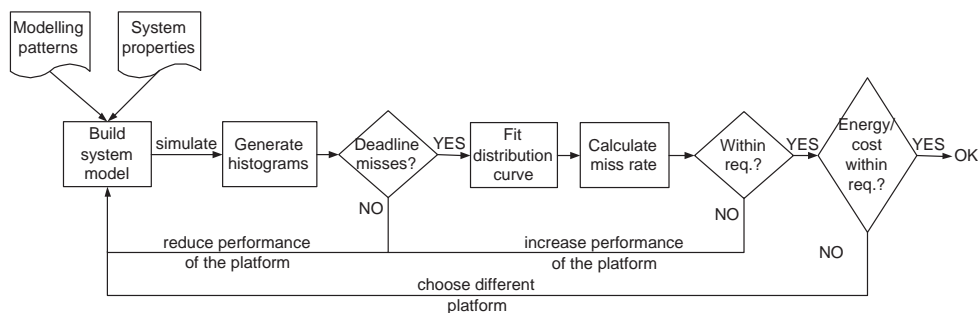 Modelling
patterns
System
properties
Build
system
model
simulate
Generate
histograms
Deadline
misses?
YES
Fit
distribution
curve
Calculate
miss rate
Within
req.?
YES
Energy/
cost
within
req.?
YES
OK
NO
NO
NO
reduce performance
of the platform
increase performance
of the platform
choose different
platform